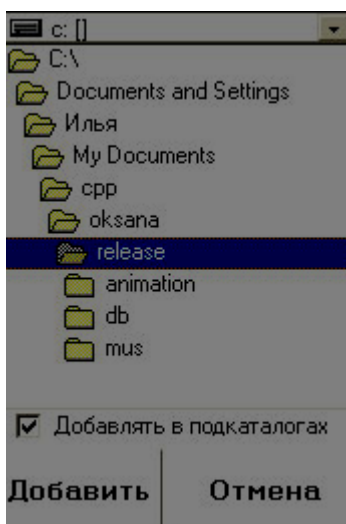 c: []
C:\
Documents and Settings
Илья
My Documents
cpp
oksana
release
animation
db
mus
Добавлять в подкаталогах
Добавить Отмена